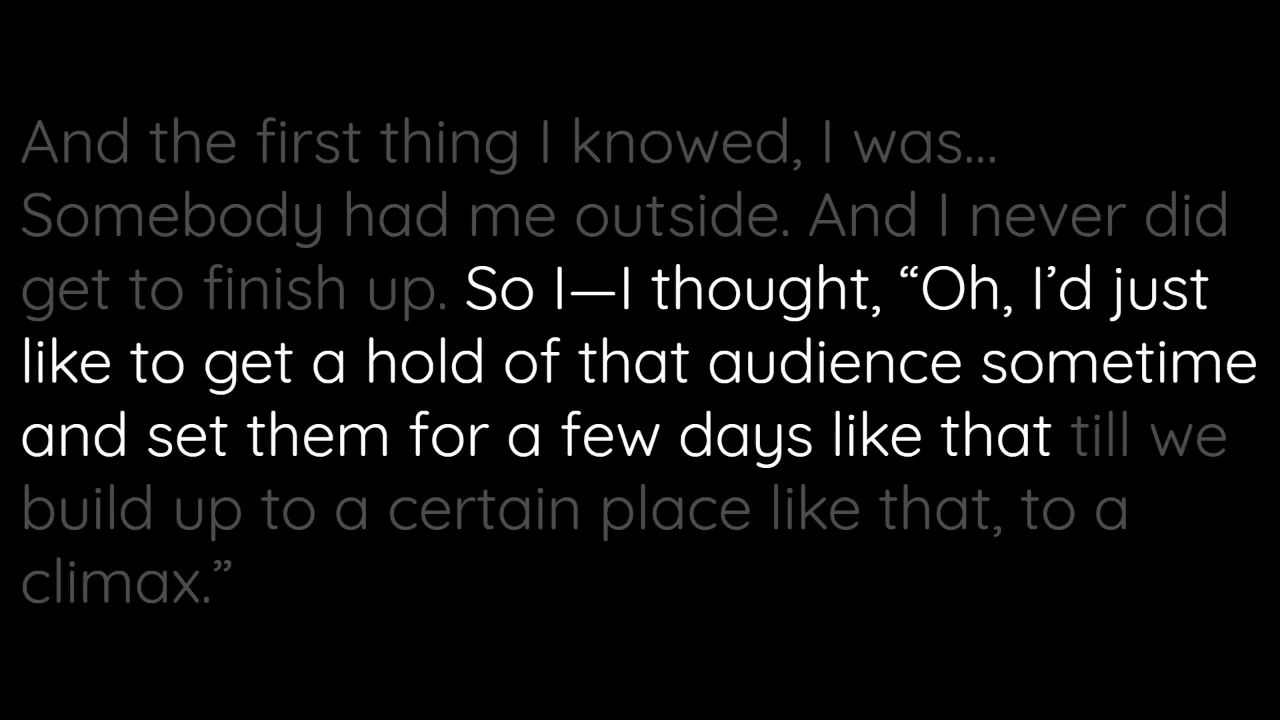 And the first thing I knowed, I was...
Somebody had me outside. And I never did
get to finish up. So I—I thought, “Oh, I’d just
like to get a hold of that audience sometime
and set them for a few days like that till we
build up to a certain place like that, to a
climax.”